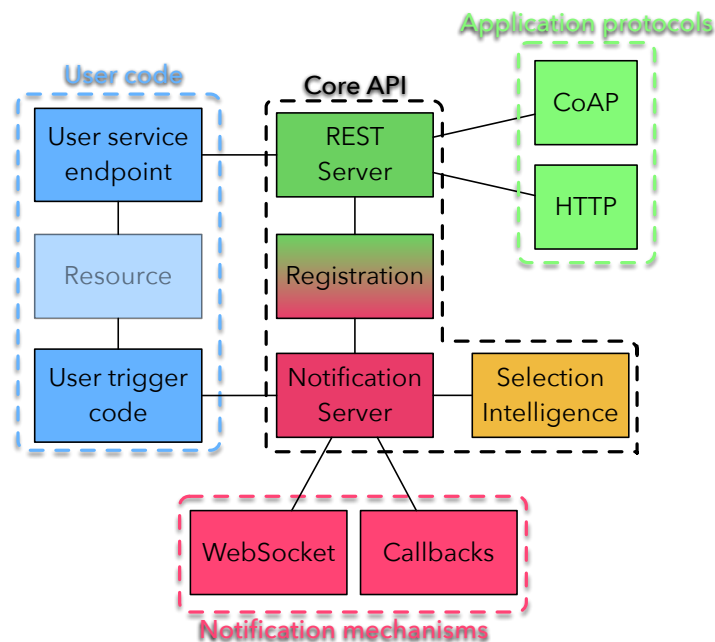 Application protocols
User code
Core API
User service
endpoint
REST
Server
CoAP
HTTP
Resource
Registration
User trigger
code
Notification
Server
Selection
Intelligence
WebSocket
Callbacks
Notification mechanisms